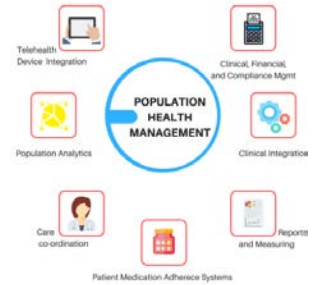 Telehealth
Device Integration
Clinical, Financial,
and Compliance Mgmt
POPULATION
HEALTH
MANAGEMENT
Population Analytics
Clinical Integration
Care
co-ordination
Reports
and Measuring
Patient Medication Adherece Systems